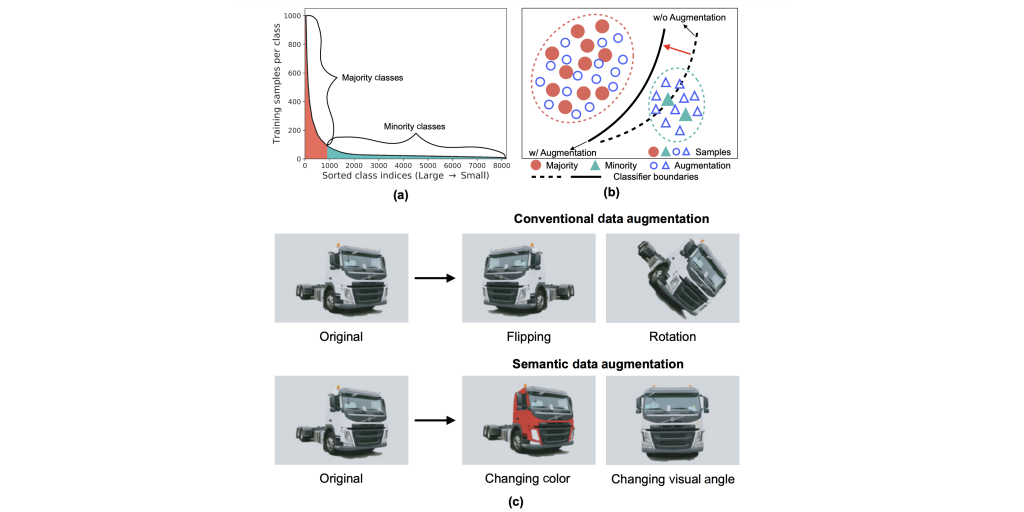 1000
800
600
400
200
0
Training samples per class
Majority classes
Minority classes
0 1000 2000 3000 4000 5000 6000 7000 8000
Sorted class indices (Large → Small)
(a)
w/o Augmentation
w/ Augmentation
Samples
Majority Minority Augmentation
Classifier boundaries
(b)
Conventional data augmentation
Original Flipping Rotation
Semantic data augmentation
Original Changing color Changing visual angle
(c)